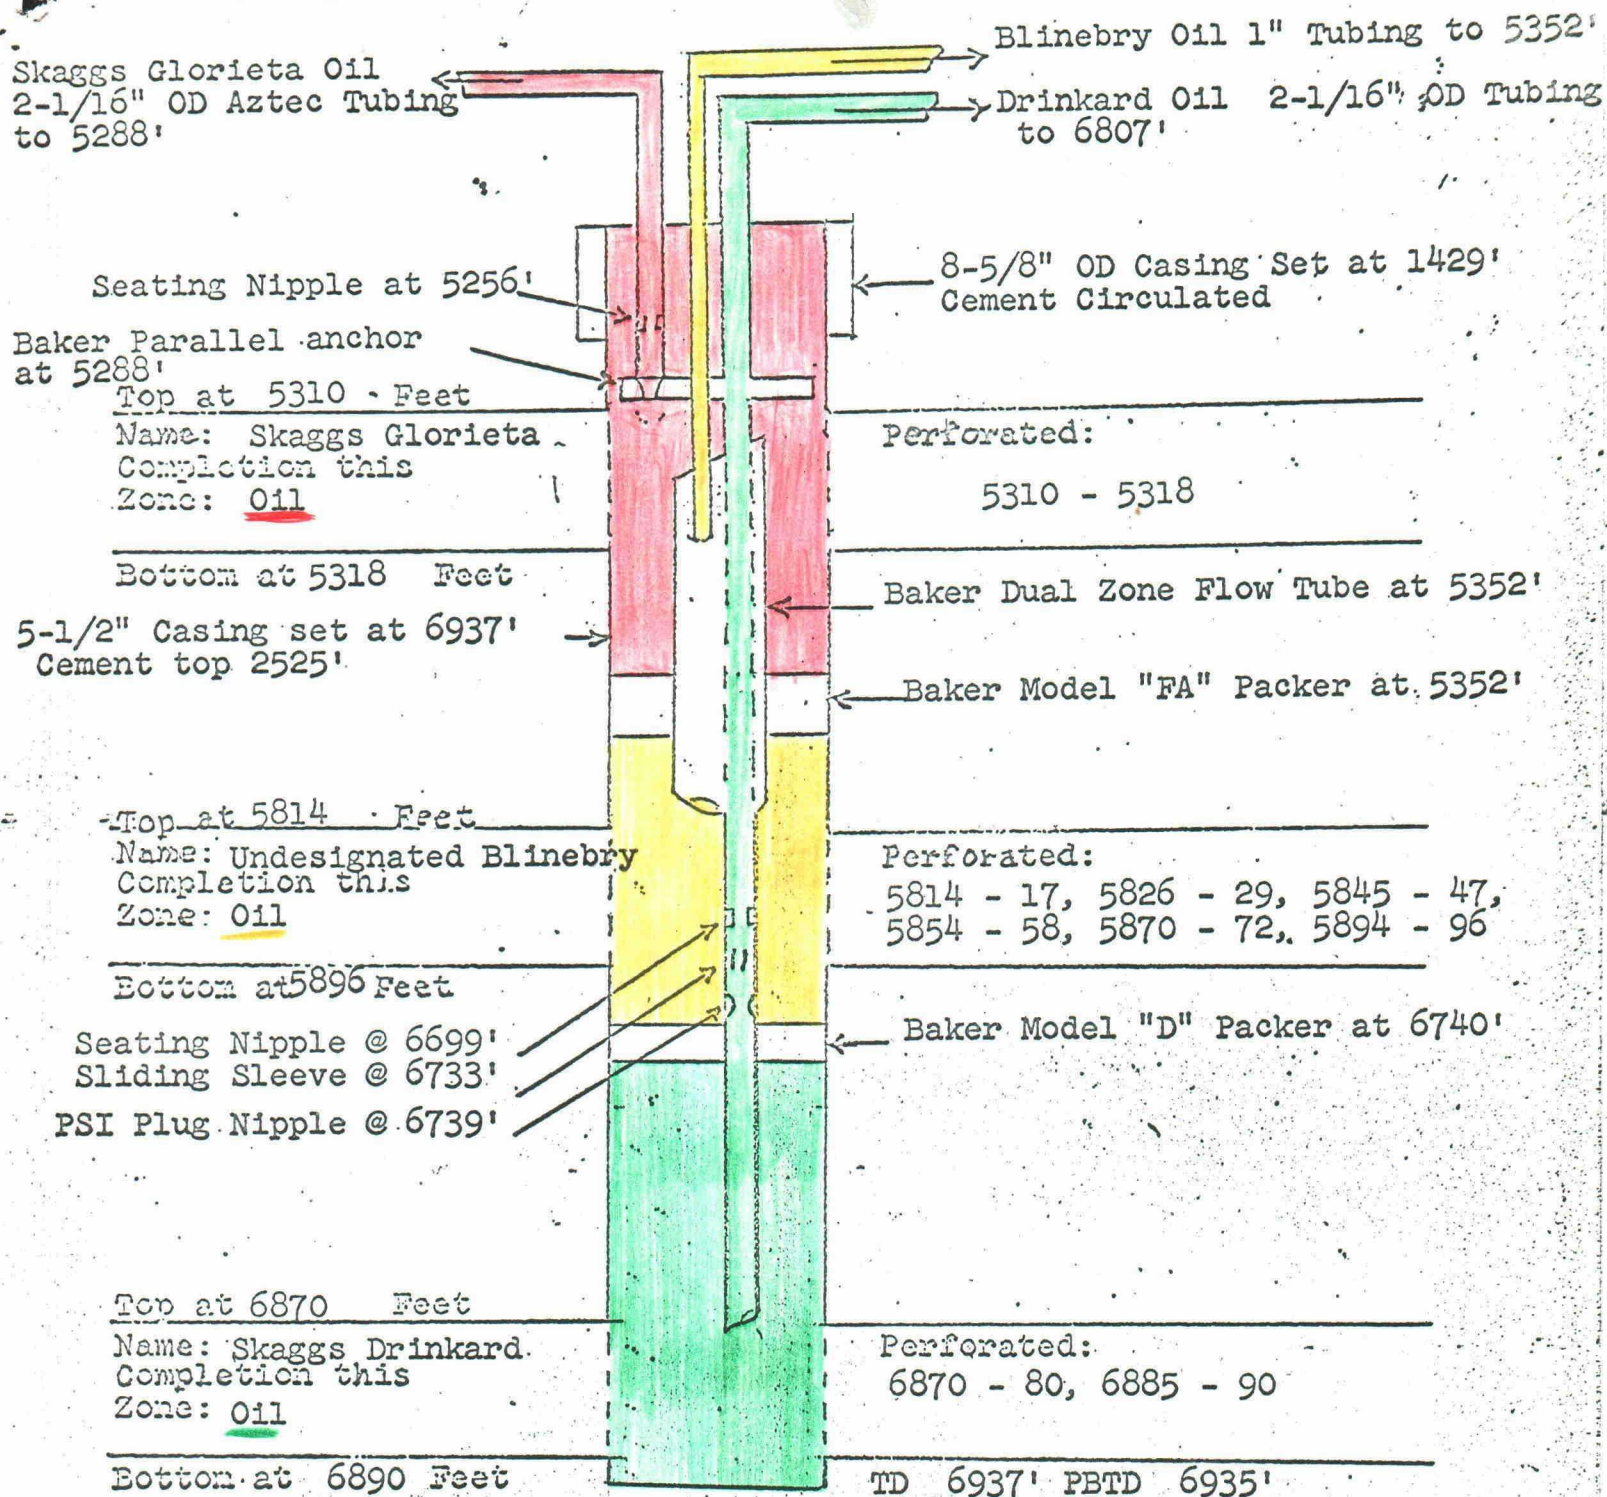 Blinebry Oil 1" Tubing to 5352'
Skaggs Glorieta Oil
2-1/16" OD Aztec Tubing
to 5288'
Drinkard Oil 2-1/16" OD Tubing
to 6807'
8-5/8" OD Casing Set at 1429'
Cement Circulated
Seating Nipple at 5256'
Baker Parallel anchor
at 5288'
Top at 5310 Feet
Name: Skaggs Glorieta
Completion this
Zone: Oil
Perforated:
5310 - 5318
Bottom at 5318 Feet
Baker Dual Zone Flow Tube at 5352'
5-1/2" Casing set at 6937'
Cement top 2525'
Baker Model "FA" Packer at 5352'
Top at 5814 Feet
Name: Undesignated Blinebry
Completion this
Zone: Oil
Perforated:
5814 - 17, 5826 - 29, 5845 - 47,
5854 - 58, 5870 - 72, 5894 - 96
Bottom at 5896 Feet
Seating Nipple @ 6699'
Sliding Sleeve @ 6733'
PSI Plug Nipple @ 6739'
Baker Model "D" Packer at 6740'
Top at 6870 Feet
Name: Skaggs Drinkard
Completion this
Zone: Oil
Perforated:
6870 - 80, 6885 - 90
Bottom at 6890 Feet
TD 6937' PBTD 6935'